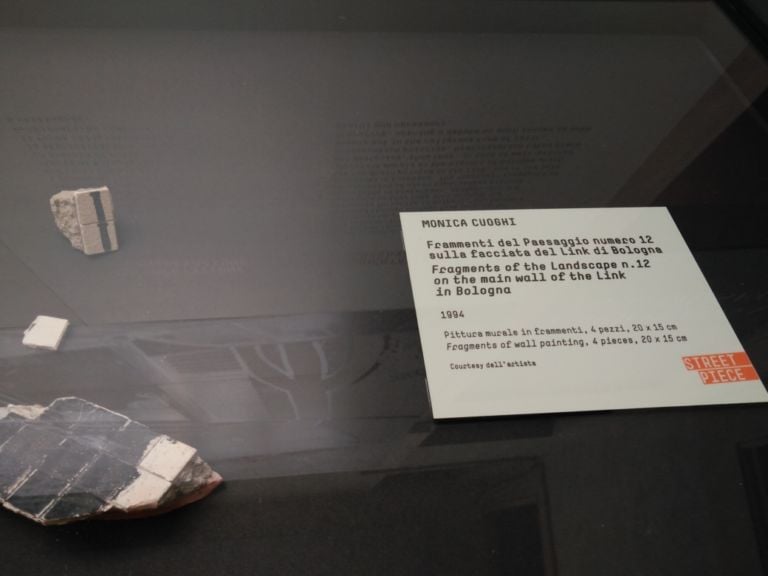 MONICA CUOGHI
Frammenti del Paesaggio numero 12
sulla facciata del Link di Bologna
Fragments of the Landscape n.12
on the main wall of the Link
in Bologna
1994
Pittura murale in frammenti, 4 pezzi, 20 x 15 cm
Fragments of wall painting, 4 pieces, 20 x 15 cm
Courtesy dell'artista
STREET
PIECE